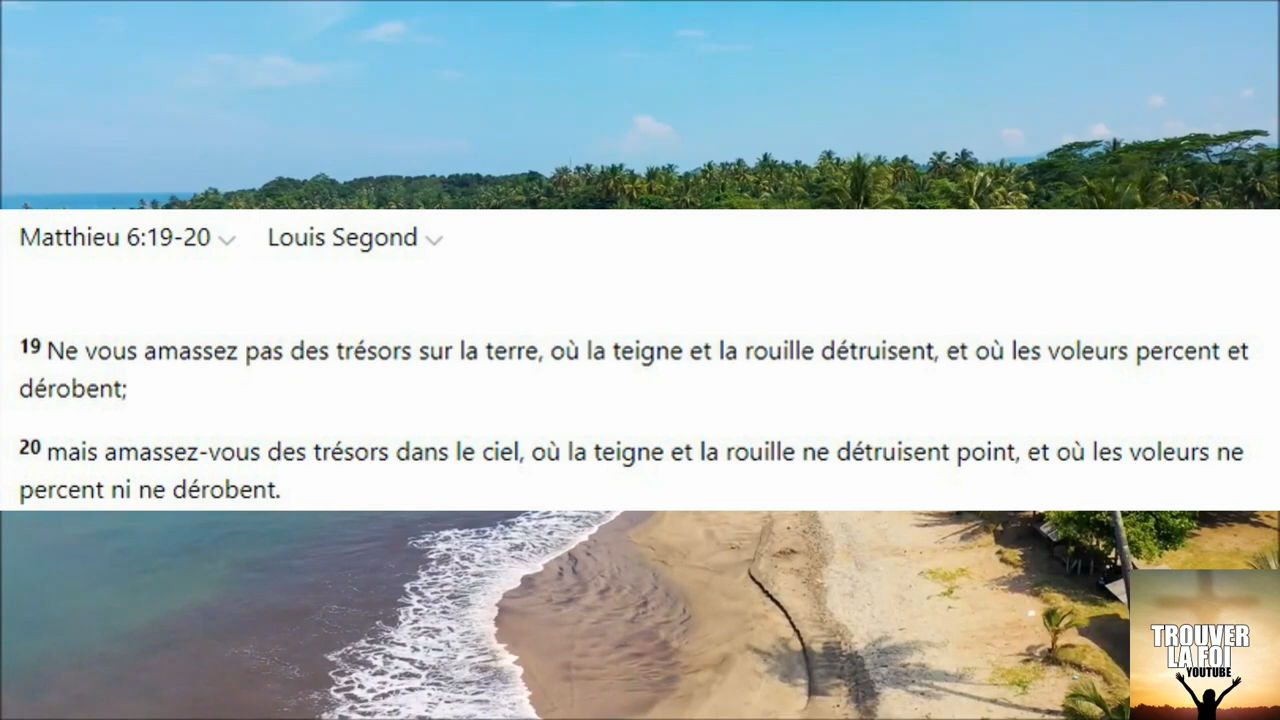 Matthieu 6:19-20 Louis Segond
19 Ne vous amassez pas des trésors sur la terre, où la teigne et la rouille détruisent, et où les voleurs percent et
dérobent;
20 mais amassez-vous des trésors dans le ciel, où la teigne et la rouille ne détruisent point, et où les voleurs ne
percent ni ne dérobent.
TROUVER
LA FOI
YOUTUBE